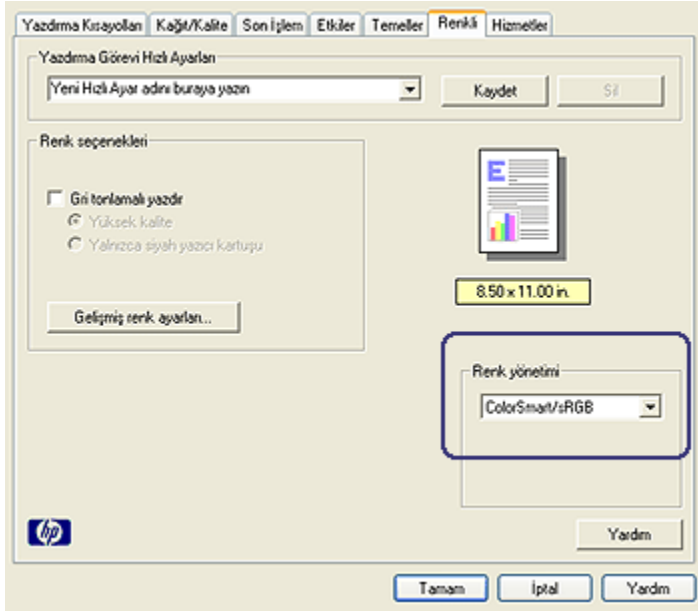 Yazdırma Kısayolları Kağıt/Kalite Son İşlem Etkiler Temeller Renkli Hizmetler
Yazdırma Görevi Hızlı Ayarları
Yeni Hızlı Ayar adını buraya yazın
Kaydet
Sil
Renk seçenekleri
Gri tonlamalı yazdır
Yüksek kalite
Yalnızca siyah yazıcı kartuşu
Gelişmiş renk ayarları...
E
8.50 x 11.00 in.
Renk yönetimi
ColorSmart/sRGB
hp
Yardım
Tamam İptal Yardım